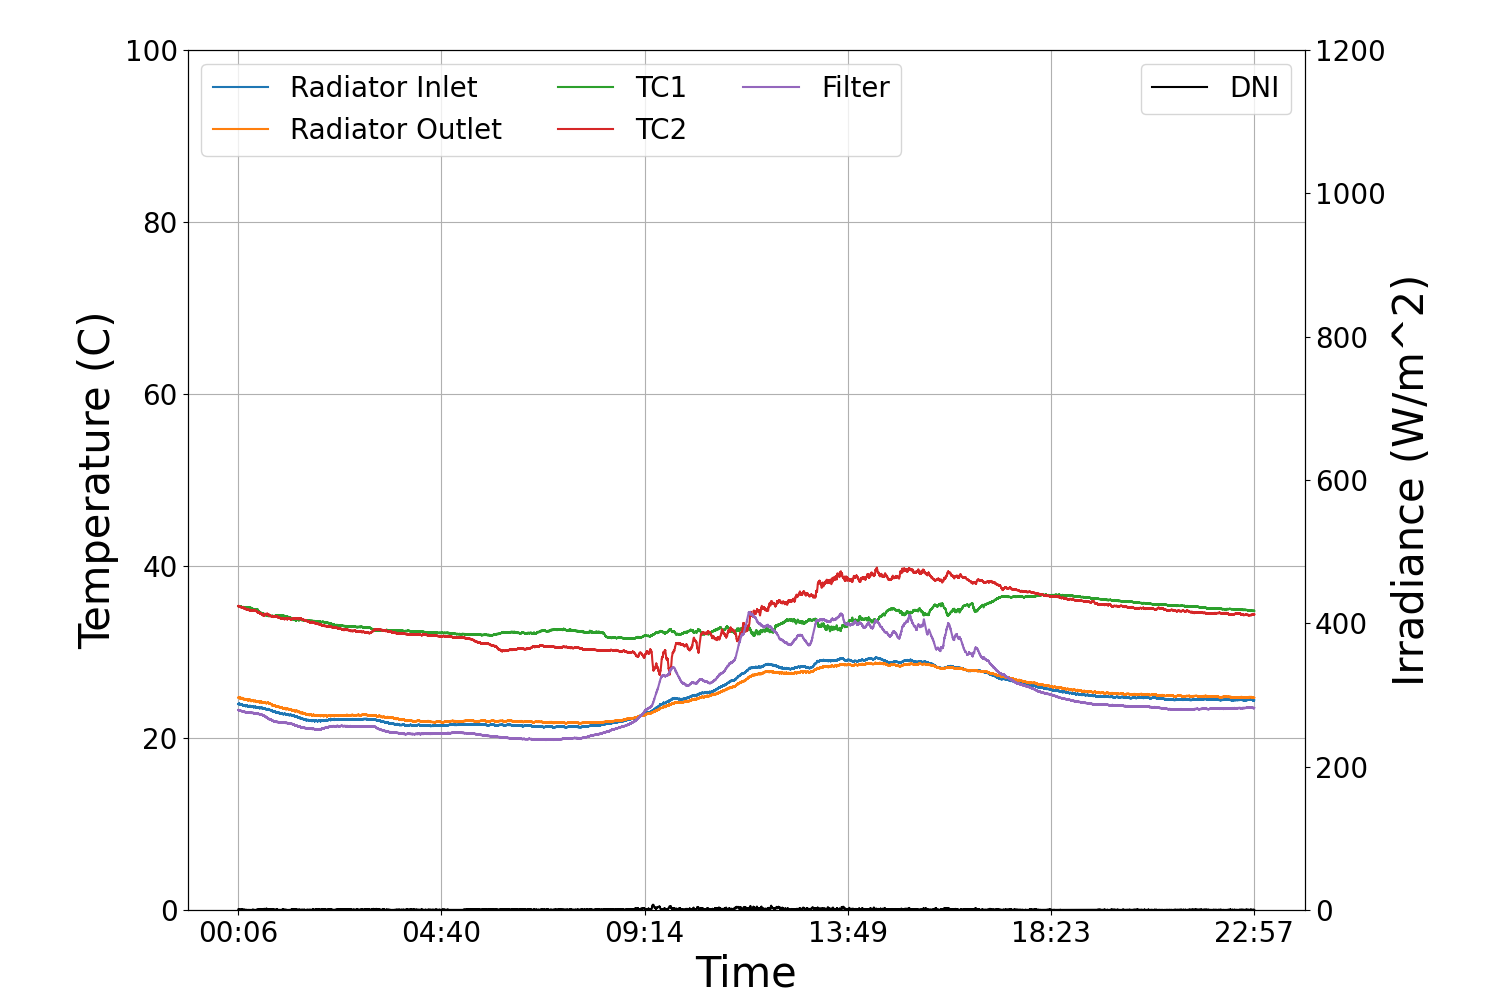 Radiator Inlet
Radiator Outlet
TC1
TC2
Filter
DNI
100
80
60
40
20
0
Temperature (C)
1200
1000
800
600
400
200
0
Irradiance (W/m^2)
00:06 04:40 09:14 13:49 18:23 22:57
Time